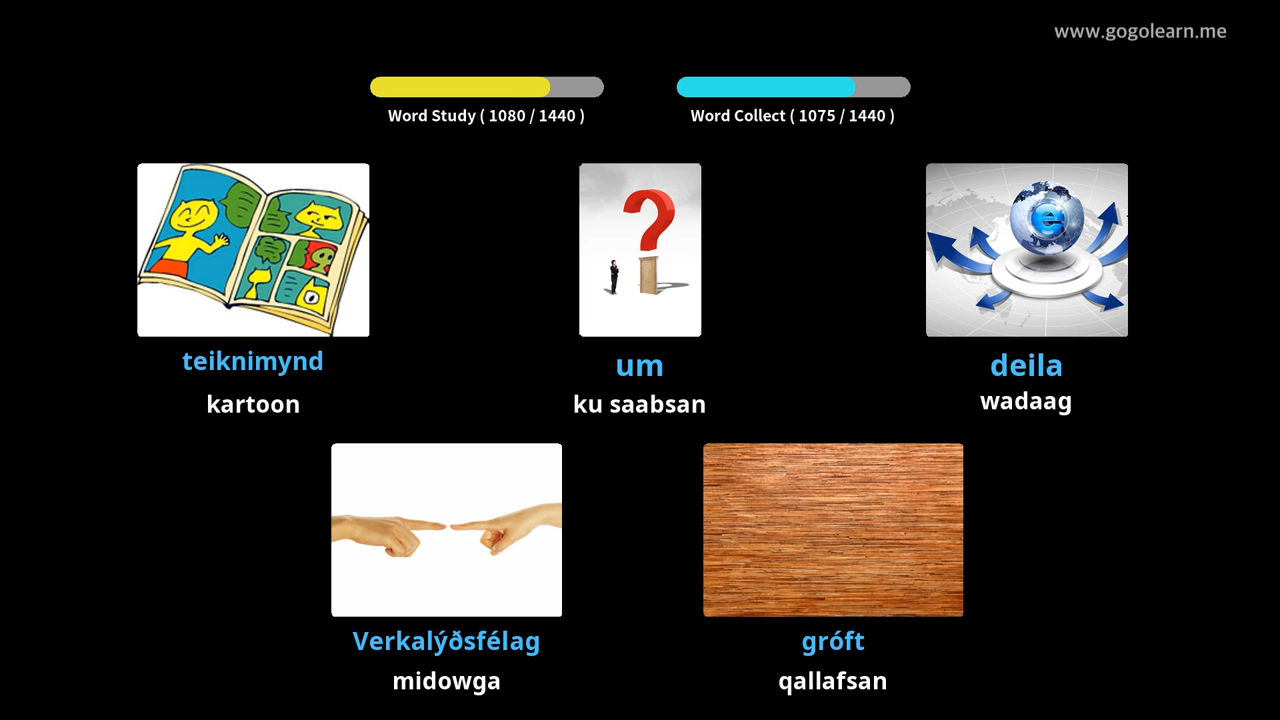 www.gogolearn.me
Word Study ( 1080 / 1440 )
Word Collect ( 1075 / 1440 )
teiknimynd
um
deila
kartoon
ku saabsan
wadaag
Verkalýðsfélag
gróft
midowga
qallafsan